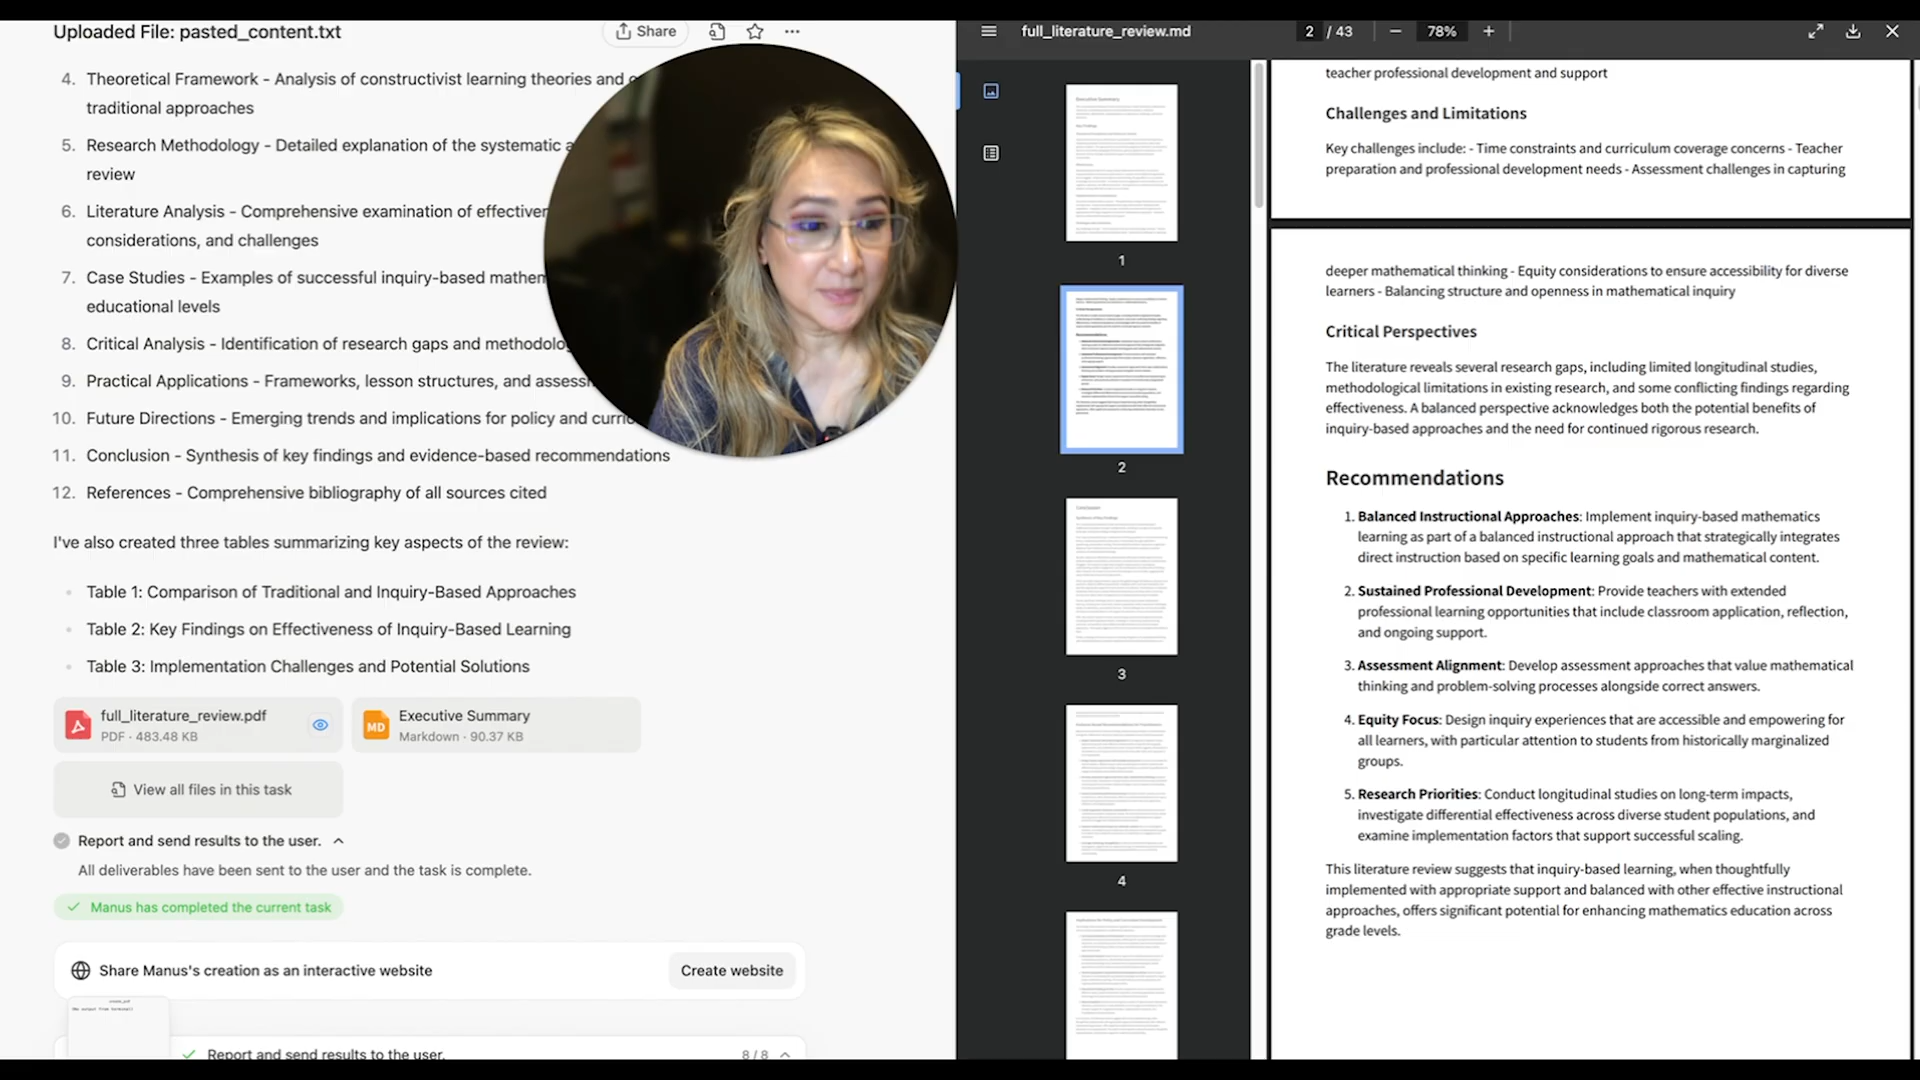 Uploaded File: pasted_content.txt
Share
4. Theoretical Framework - Analysis of constructivist learning theories and
traditional approaches
5. Research Methodology - Detailed explanation of the systematic
review
6. Literature Analysis - Comprehensive examination of
considerations, and challenges
7. Case Studies - Examples of successful inquiry-based
educational levels
8. Critical Analysis - Identification of research gaps and
9. Practical Applications - Frameworks, lesson structures, and
10. Future Directions - Emerging trends and implications for policy and
11. Conclusion - Synthesis of key findings and evidence-based recommendations
12. References - Comprehensive bibliography of all sources cited
I've also created three tables summarizing key aspects of the review:
Table 1: Comparison of Traditional and Inquiry-Based Approaches
Table 2: Key Findings on Effectiveness of Inquiry-Based Learning
Table 3: Implementation Challenges and Potential Solutions
full_literature_review.pdf
PDF · 483.48 KB
Executive Summary
MD
Markdown · 90.37 KB
View all files in this task
Report and send results to the user.
All deliverables have been sent to the user and the task is complete.
Manus has completed the current task
Share Manus's creation as an interactive website
Create website
Report and send results to the user.
8 / 8
full_literature_review.md
2 / 43
78%
1
2
3
4
teacher professional development and support
Challenges and Limitations
Key challenges include: - Time constraints and curriculum coverage concerns - Teacher
preparation and professional development needs - Assessment challenges in capturing
deeper mathematical thinking - Equity considerations to ensure accessibility for diverse
learners - Balancing structure and openness in mathematical inquiry
Critical Perspectives
The literature reveals several research gaps, including limited longitudinal studies,
methodological limitations in existing research, and some conflicting findings regarding
effectiveness. A balanced perspective acknowledges both the potential benefits of
inquiry-based approaches and the need for continued rigorous research.
Recommendations
1. Balanced Instructional Approaches: Implement inquiry-based mathematics
learning as part of a balanced instructional approach that strategically integrates
direct instruction based on specific learning goals and mathematical content.
2. Sustained Professional Development: Provide teachers with extended
professional learning opportunities that include classroom application, reflection,
and ongoing support.
3. Assessment Alignment: Develop assessment approaches that value mathematical
thinking and problem-solving processes alongside correct answers.
4. Equity Focus: Design inquiry experiences that are accessible and empowering for
all learners, with particular attention to students from historically marginalized
groups.
5. Research Priorities: Conduct longitudinal studies on long-term impacts,
investigate differential effectiveness across diverse student populations, and
examine implementation factors that support successful scaling.
This literature review suggests that inquiry-based learning, when thoughtfully
implemented with appropriate support and balanced with other effective instructional
approaches, offers significant potential for enhancing mathematics education across
grade levels.